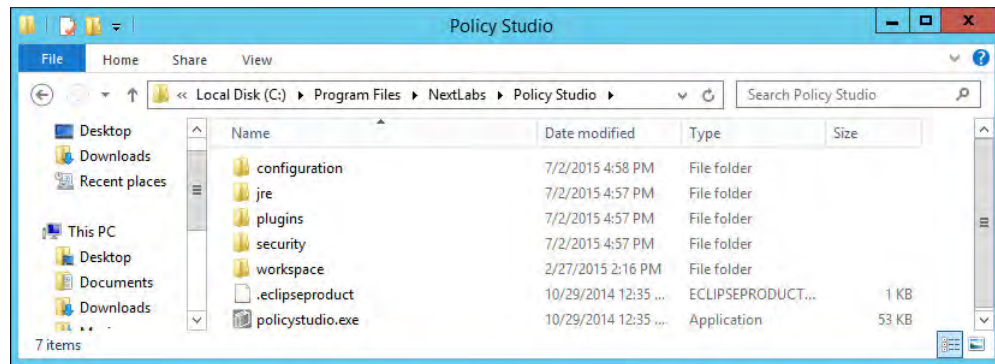 Policy Studio
File Home Share View
« Local Disk (C:) ▸ Program Files ▸ NextLabs ▸ Policy Studio ▸ Search Policy Studio
Desktop
Downloads
Recent places
This PC
Desktop
Documents
Downloads
Name Date modified Type Size
configuration 7/2/2015 4:58 PM File folder
jre 7/2/2015 4:57 PM File folder
plugins 7/2/2015 4:57 PM File folder
security 7/2/2015 4:57 PM File folder
workspace 2/27/2015 2:16 PM File folder
.eclipseproduct 10/29/2014 12:35 ... ECLIPSEPRODUCT... 1 KB
policystudio.exe 10/29/2014 12:35 ... Application 53 KB
7 items